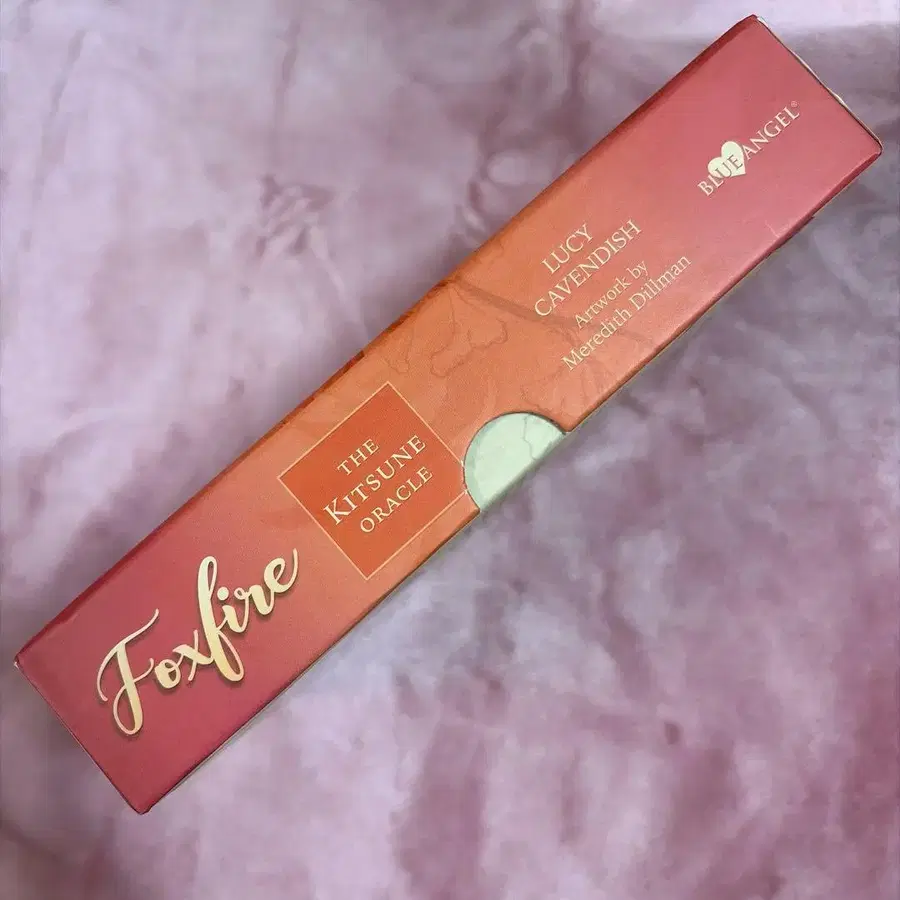 Foxfire
THE
KITSUNE
ORACLE
LUCY
CAVENDISH
Artwork by
Meredith Dillman
BLUE ANGEL®